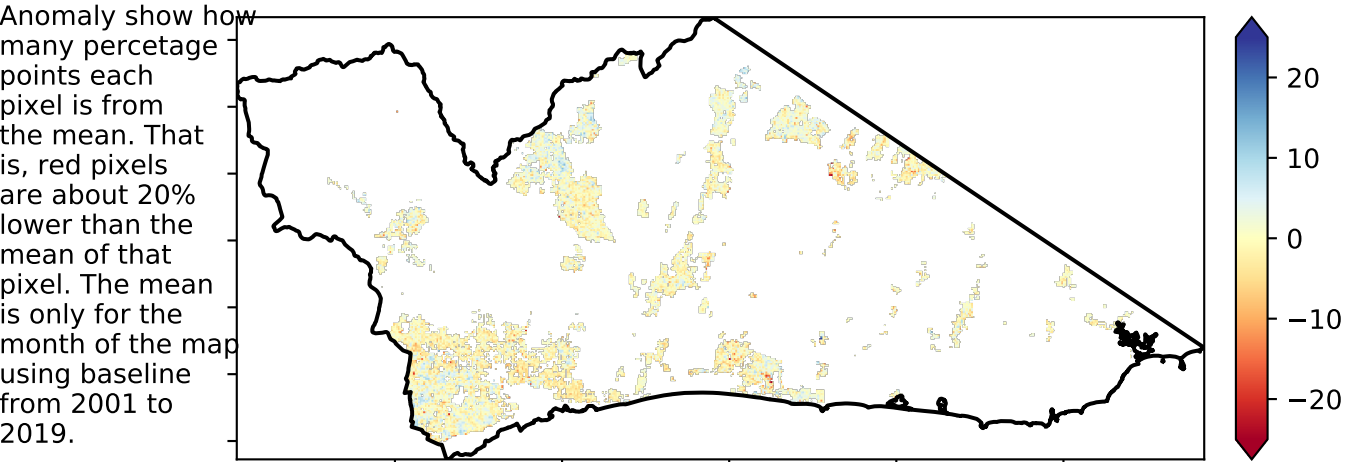 Anomaly show how
many percetage
points each
pixel is from
the mean. That
is, red pixels
are about 20%
lower than the
mean of that
pixel. The mean
is only for the
month of the map
using baseline
from 2001 to
2019.
20
10
0
−10
−20